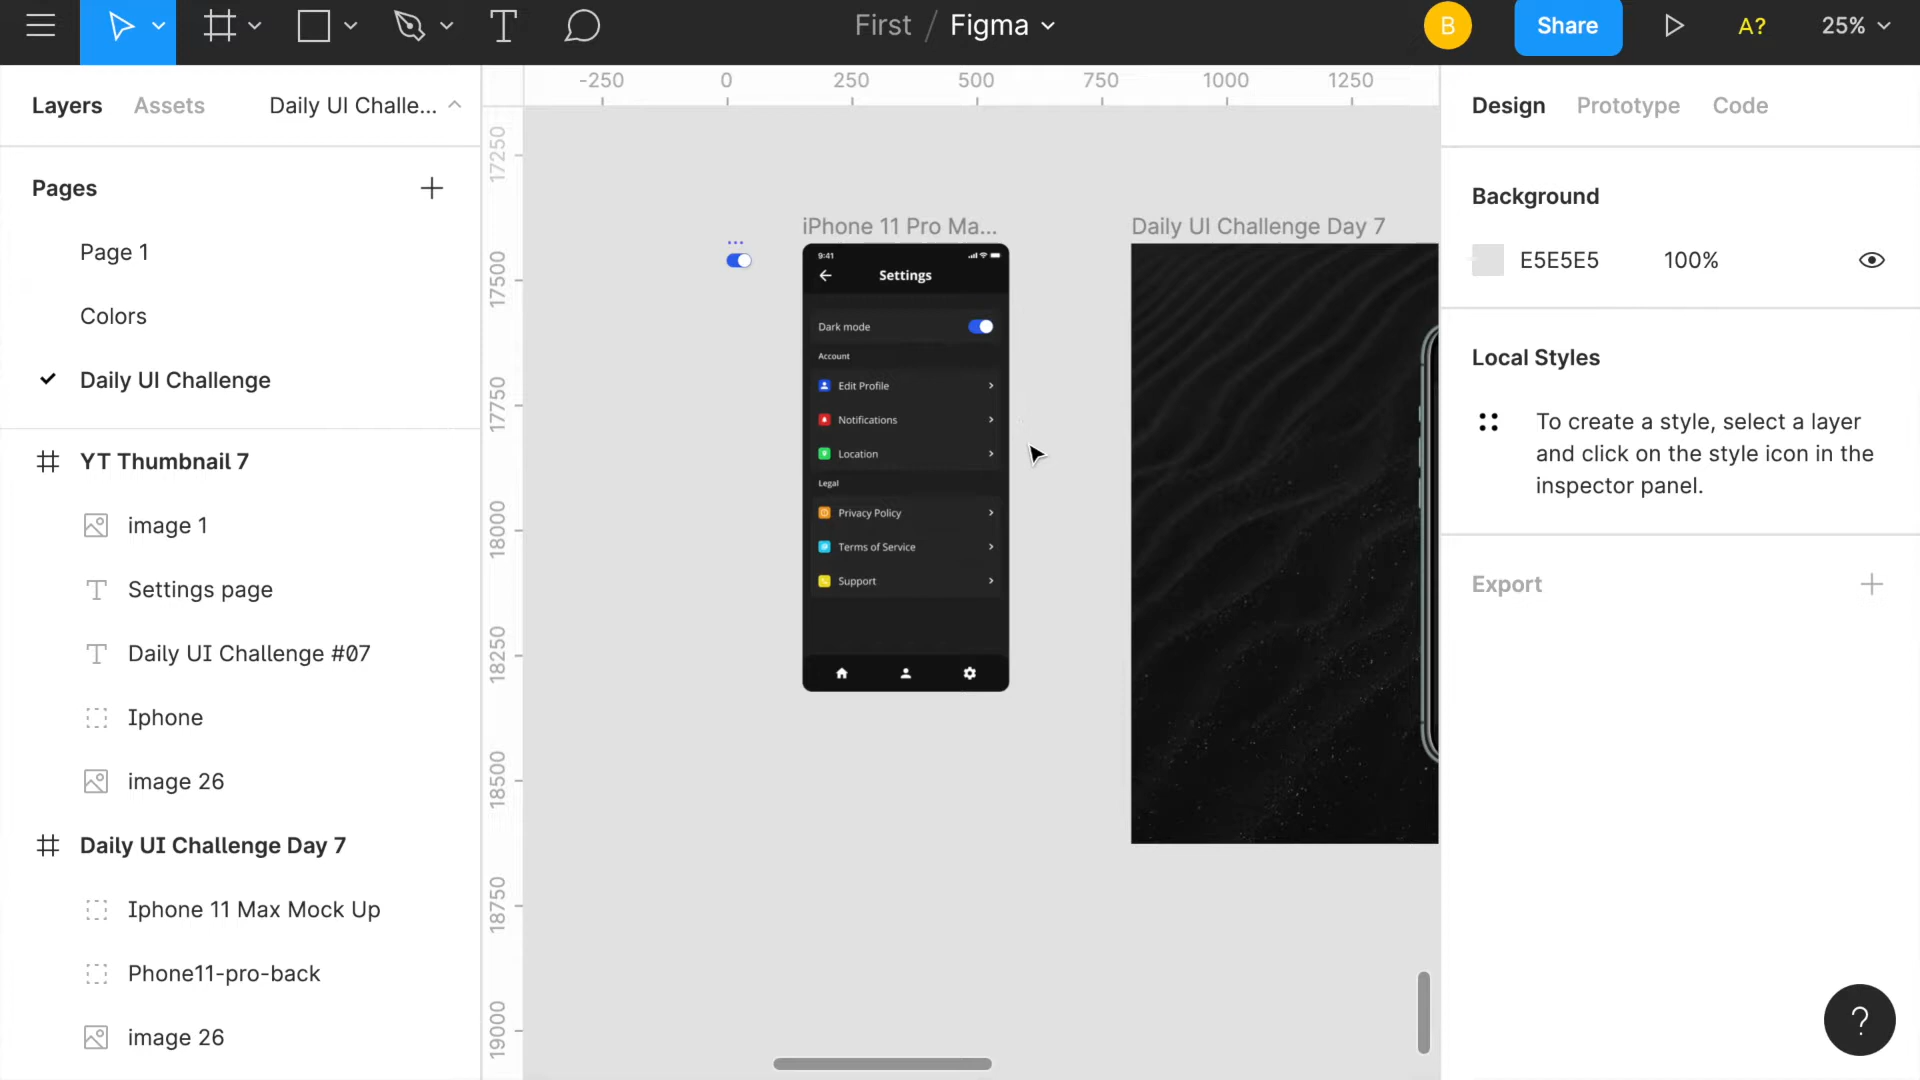 First / Figma
B
Share
A?
25%
Layers
Assets
Daily UI Challe...
Pages
Page 1
Colors
Daily UI Challenge
YT Thumbnail 7
image 1
Settings page
Daily UI Challenge #07
Iphone
image 26
Daily UI Challenge Day 7
Iphone 11 Max Mock Up
Phone11-pro-back
image 26
-250
0
250
500
750
1000
1250
17250
17500
17750
18000
18250
18500
18750
19000
iPhone 11 Pro Ma...
9:41
Settings
Dark mode
Account
Edit Profile
Notifications
Location
Legal
Privacy Policy
Terms of Service
Support
Daily UI Challenge Day 7
Design
Prototype
Code
Background
E5E5E5
100%
Local Styles
To create a style, select a layer
and click on the style icon in the
inspector panel.
Export
?